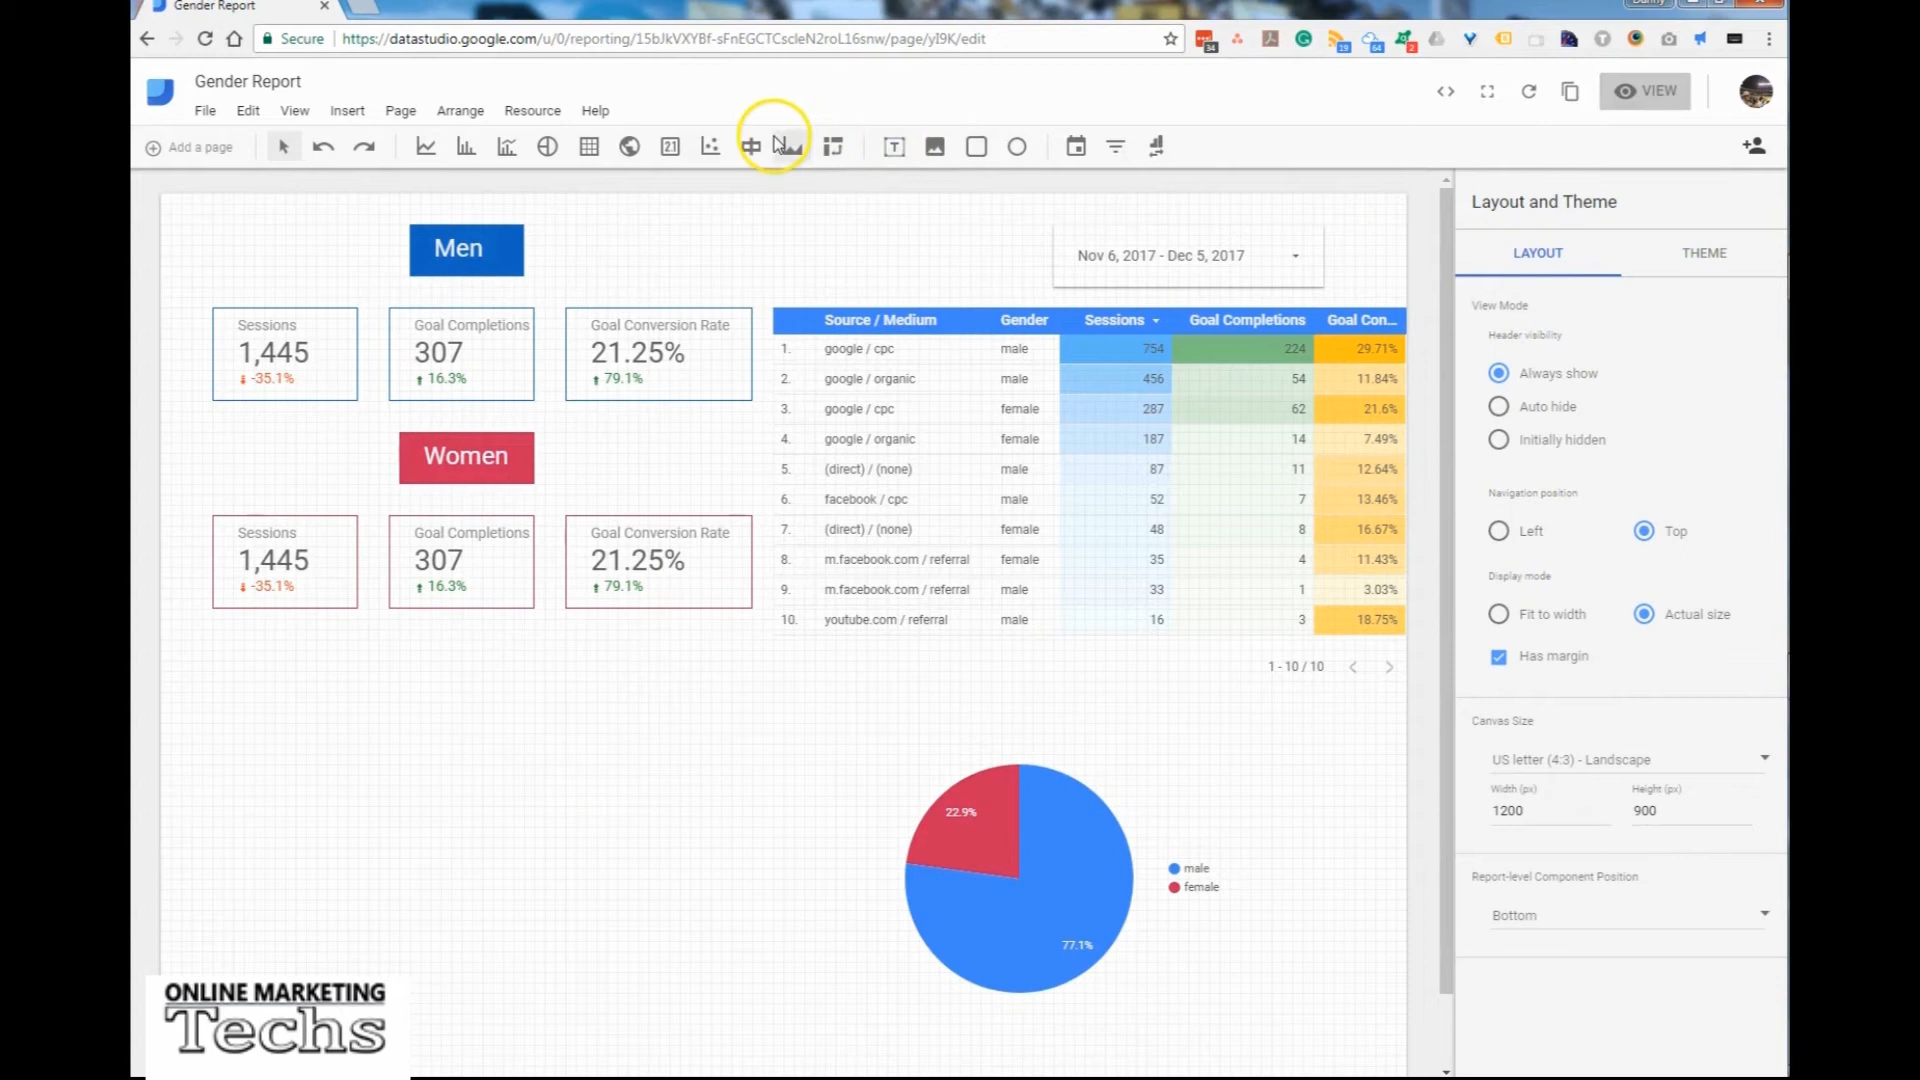 Gender Report
Danny
Secure https://datastudio.google.com/u/0/reporting/15bJkVXYBf-sFnEGCTCscleN2roL16snw/page/yI9K/edit
34
19
64
2
Gender Report
File Edit View Insert Page Arrange Resource Help
VIEW
Add a page
21
T
Men
Nov 6, 2017 - Dec 5, 2017
Sessions
1,445
-35.1%
Goal Completions
307
16.3%
Goal Conversion Rate
21.25%
79.1%
Women
Sessions
1,445
-35.1%
Goal Completions
307
16.3%
Goal Conversion Rate
21.25%
79.1%
Source / Medium Gender Sessions Goal Completions Goal Con...
1. google / cpc male 754 224 29.71%
2. google / organic male 456 54 11.84%
3. google / cpc female 287 62 21.6%
4. google / organic female 187 14 7.49%
5. (direct) / (none) male 87 11 12.64%
6. facebook / cpc male 52 7 13.46%
7. (direct) / (none) female 48 8 16.67%
8. m.facebook.com / referral female 35 4 11.43%
9. m.facebook.com / referral male 33 1 3.03%
10. youtube.com / referral male 16 3 18.75%
1 - 10 / 10
22.9%
77.1%
male
female
Layout and Theme
LAYOUT THEME
View Mode
Header visibility
Always show
Auto hide
Initially hidden
Navigation position
Left Top
Display mode
Fit to width Actual size
Has margin
Canvas Size
US letter (4:3) - Landscape
Width (px) Height (px)
1200 900
Report-level Component Position
Bottom
ONLINE MARKETING
Techs